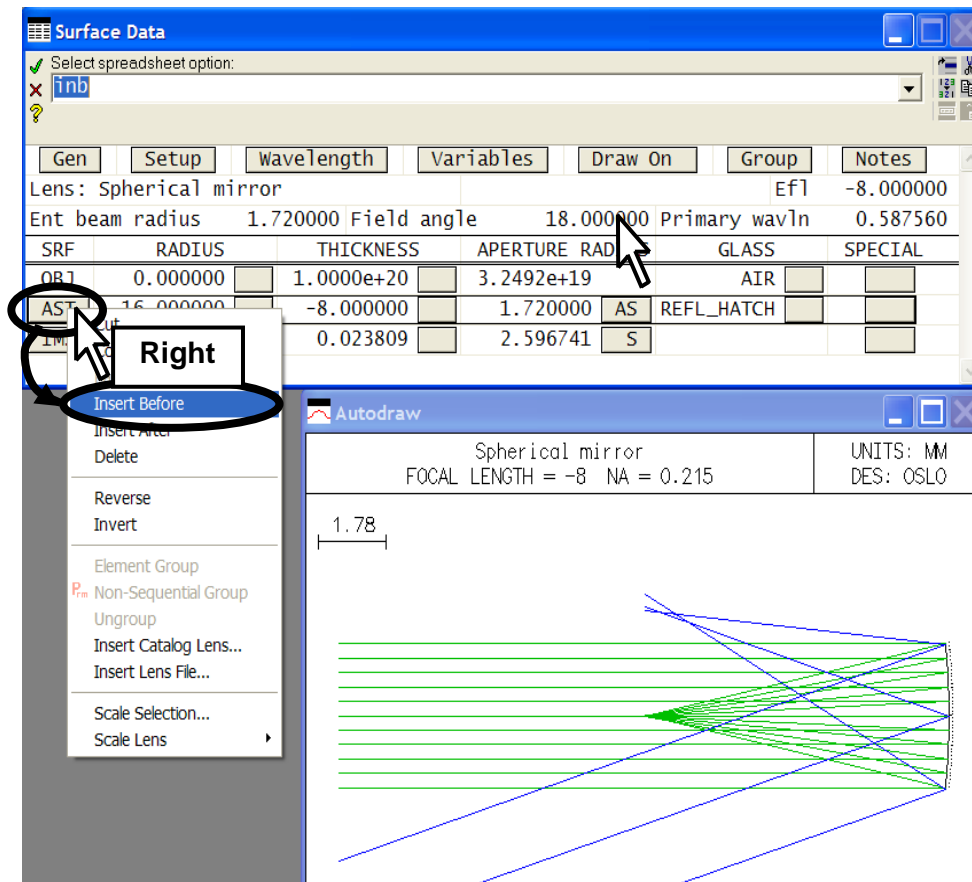 Surface Data
Select spreadsheet option:
inb
Gen Setup Wavelength Variables Draw On Group Notes
Lens: Spherical mirror Efl -8.000000
Ent beam radius 1.720000 Field angle 18.000000 Primary wavln 0.587560
SRF RADIUS THICKNESS APERTURE RADIUS GLASS SPECIAL
OBJ 0.000000 1.0000e+20 3.2492e+19 AIR
AST -8.000000 1.720000 AS REFL_HATCH
0.023809 2.596741 S
Cut
Right
Insert Before
Insert After
Delete
Reverse
Invert
Element Group
Prm Non-Sequential Group
Ungroup
Insert Catalog Lens...
Insert Lens File...
Scale Selection...
Scale Lens
Autodraw
Spherical mirror
FOCAL LENGTH = -8 NA = 0.215
UNITS: MM
DES: OSLO
1.78